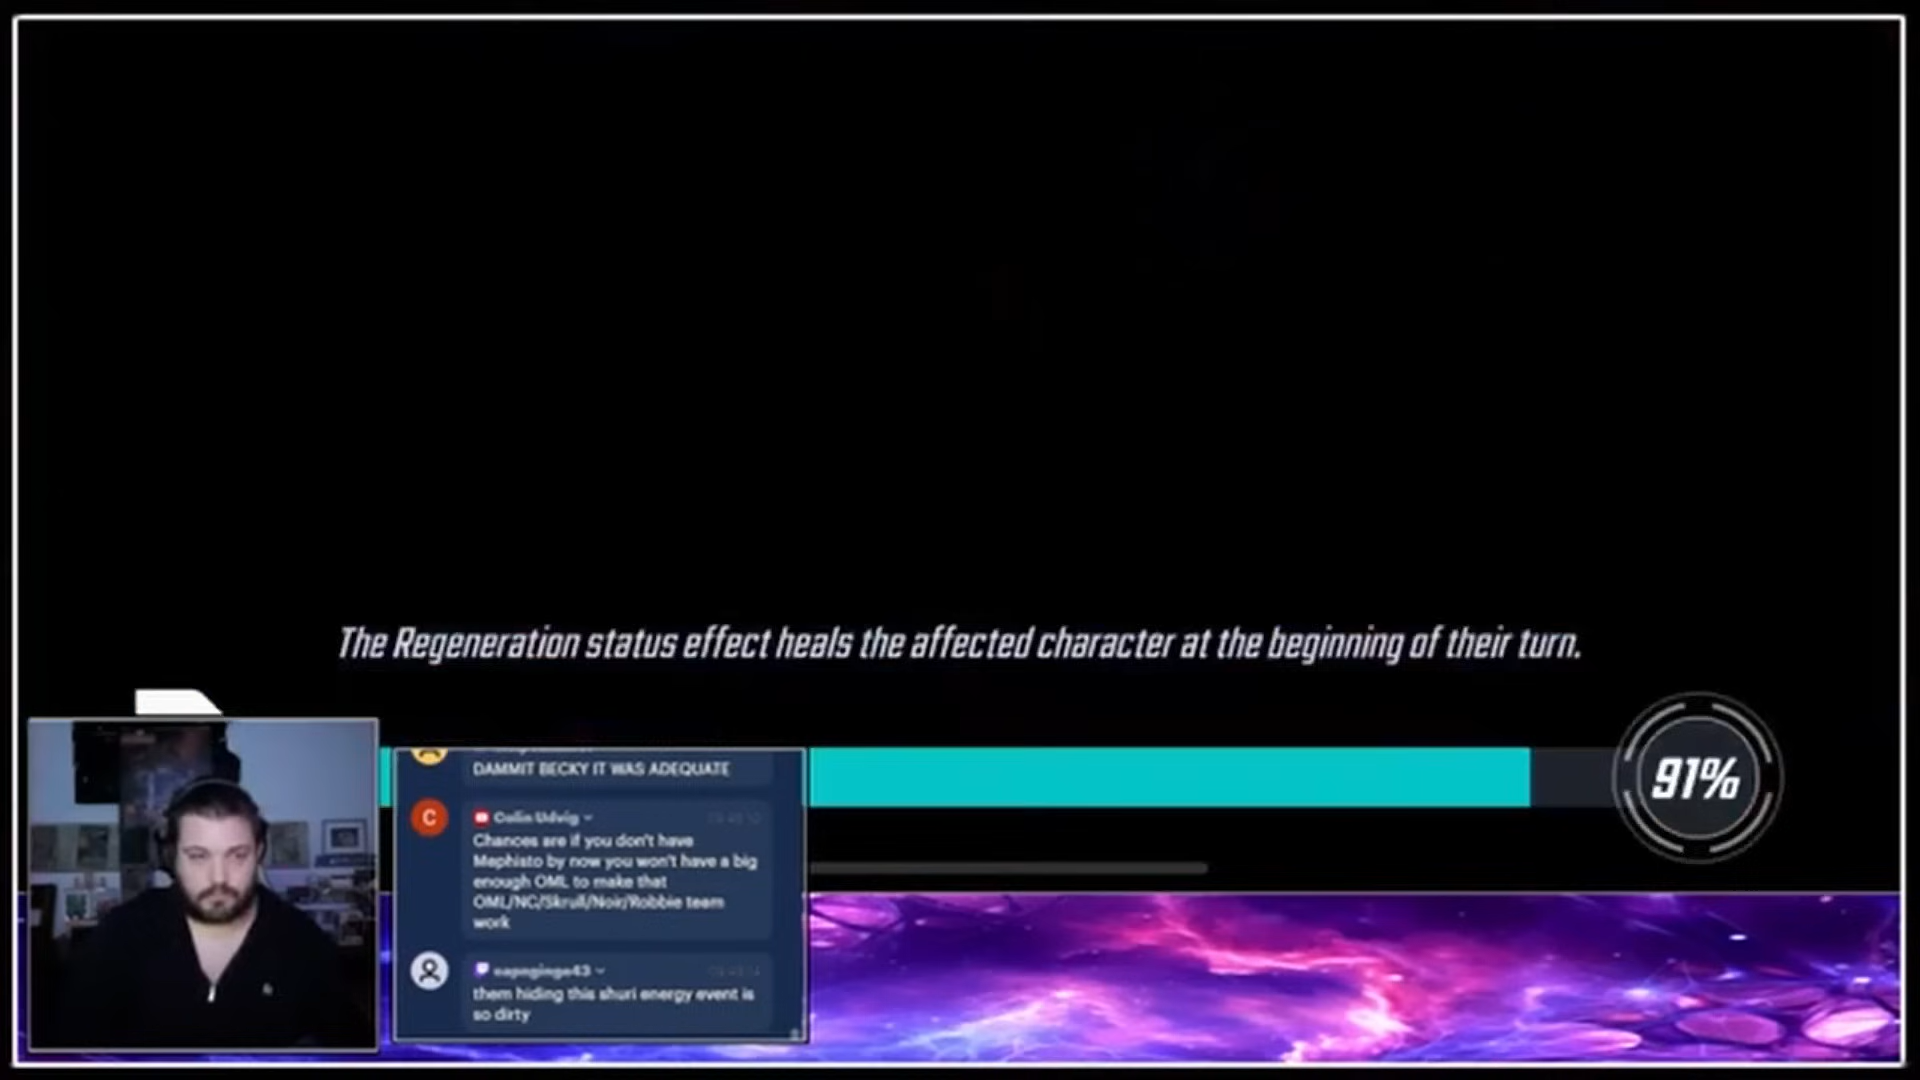 The Regeneration status effect heals the affected character at the beginning of their turn.
91%
DAMMIT BECKY IT WAS ADEQUATE
C
Colin Udvig
Chances are if you don't have
Mephisto by now you won't have a big
enough OML to make that
OML/NC/Skrull/Noir/Robbie team
work
them hiding this shuri energy event is
so dirty